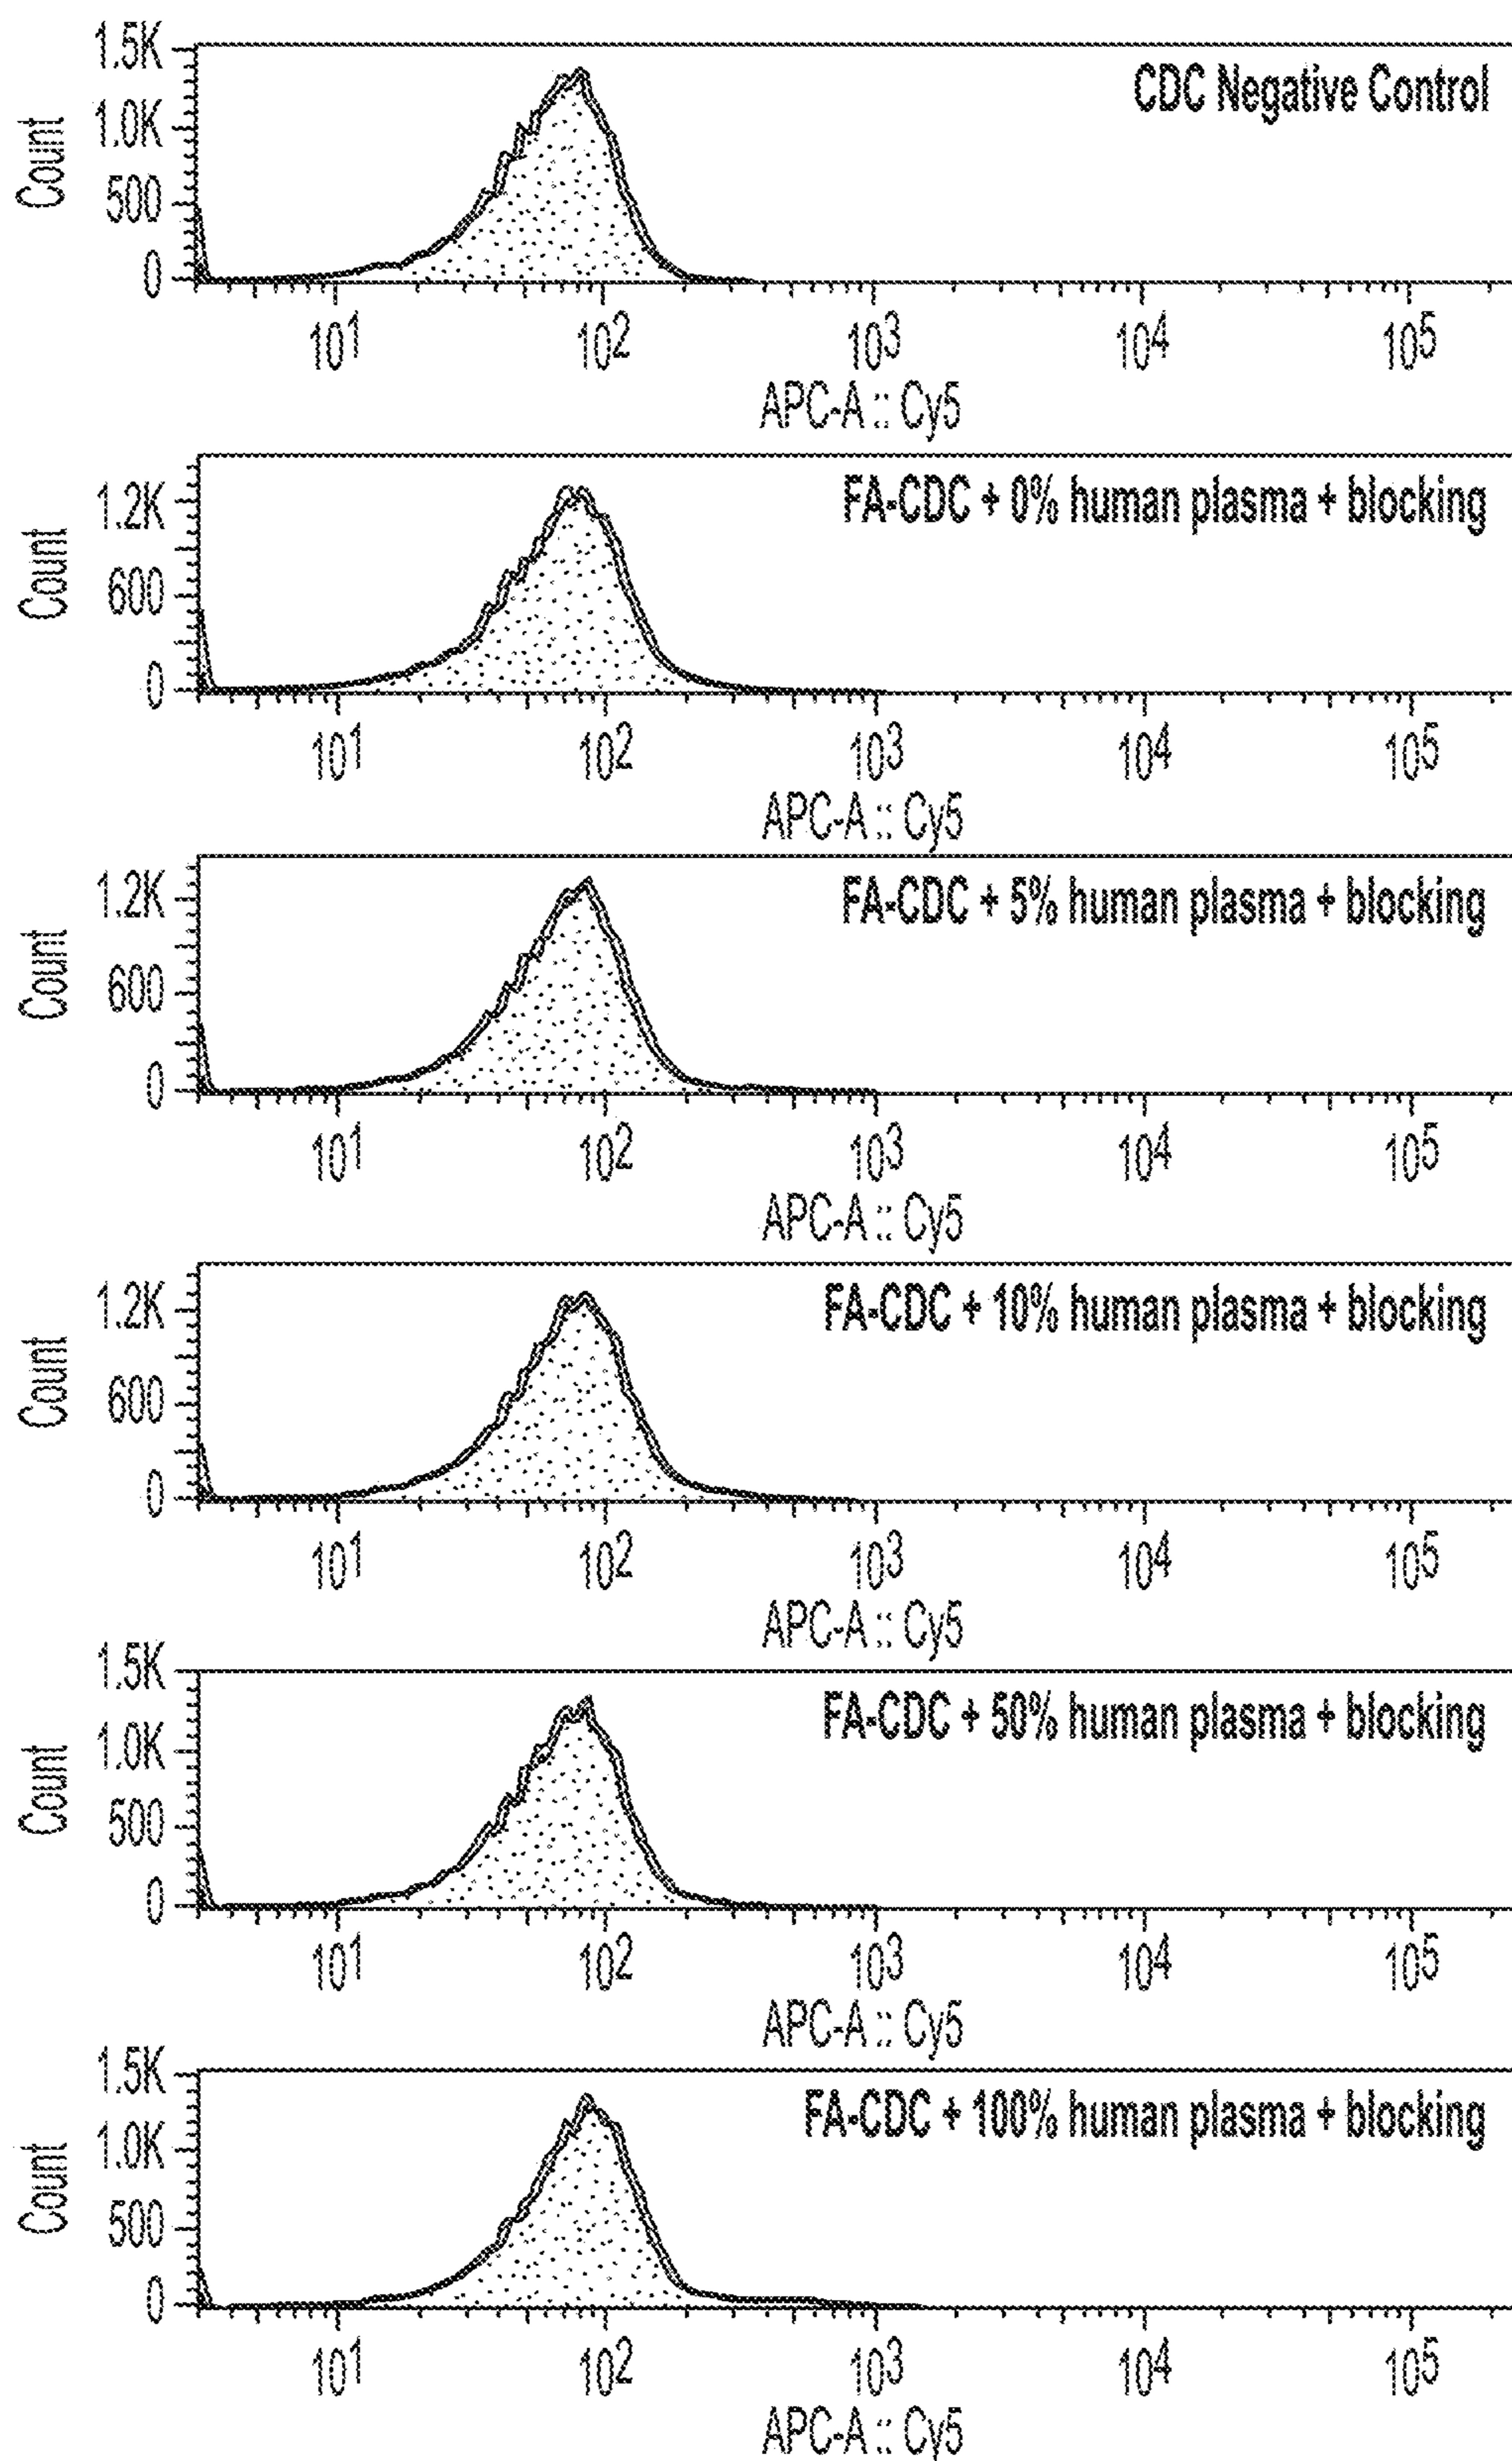 CDC Negative Control
Count
1.5K
1.0K
500
0
10¹ 10² 10³ 10⁴ 10⁵
APC-A :: Cy5
FA-CDC + 0% human plasma + blocking
Count
1.2K
600
0
10¹ 10² 10³ 10⁴ 10⁵
APC-A :: Cy5
FA-CDC + 5% human plasma + blocking
Count
1.2K
600
0
10¹ 10² 10³ 10⁴ 10⁵
APC-A :: Cy5
FA-CDC + 10% human plasma + blocking
Count
1.2K
600
0
10¹ 10² 10³ 10⁴ 10⁵
APC-A :: Cy5
FA-CDC + 50% human plasma + blocking
Count
1.5K
1.0K
500
0
10¹ 10² 10³ 10⁴ 10⁵
APC-A :: Cy5
FA-CDC + 100% human plasma + blocking
Count
1.5K
1.0K
500
0
10¹ 10² 10³ 10⁴ 10⁵
APC-A :: Cy5